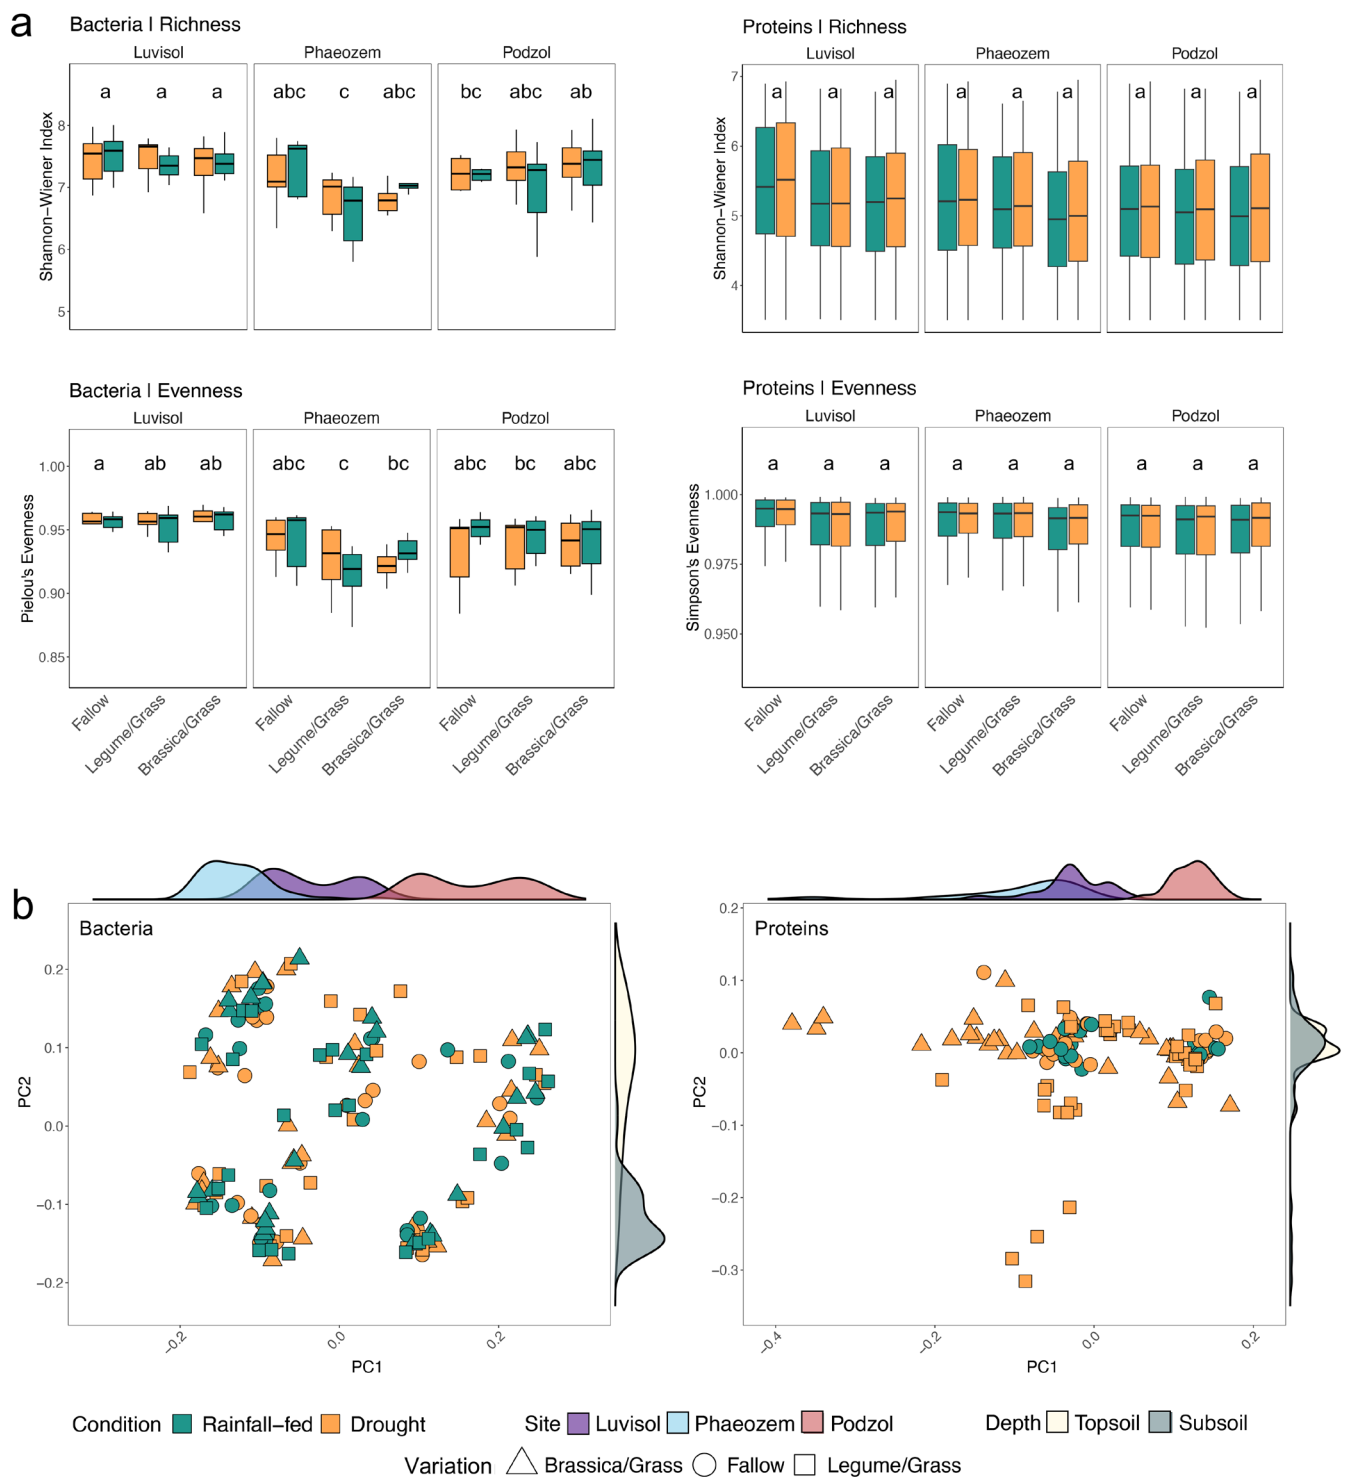 a
Bacteria | Richness
Luvisol Phaeozem Podzol
a a a abc c abc bc abc ab
8
7
6
5
Shannon−Wiener Index
Proteins | Richness
Luvisol Phaeozem Podzol
a a a a a a a a a
7
6
5
4
Shannon−Wiener Index
Bacteria | Evenness
Luvisol Phaeozem Podzol
a ab ab abc c bc abc bc abc
1.00
0.95
0.90
0.85
Pielou's Evenness
Fallow Legume/Grass Brassica/Grass Fallow Legume/Grass Brassica/Grass Fallow Legume/Grass Brassica/Grass
Proteins | Evenness
Luvisol Phaeozem Podzol
a a a a a a a a a
1.000
0.975
0.950
Simpson's Evenness
Fallow Legume/Grass Brassica/Grass Fallow Legume/Grass Brassica/Grass Fallow Legume/Grass Brassica/Grass
b
Bacteria
0.2
0.1
0.0
−0.1
−0.2
PC2
−0.2 0.0 0.2
PC1
Proteins
0.2
0.1
0.0
−0.1
−0.2
−0.3
PC2
−0.4 −0.2 0.0 0.2
PC1
Condition Rainfall−fed Drought Site Luvisol Phaeozem Podzol Depth Topsoil Subsoil
Variation Brassica/Grass Fallow Legume/Grass